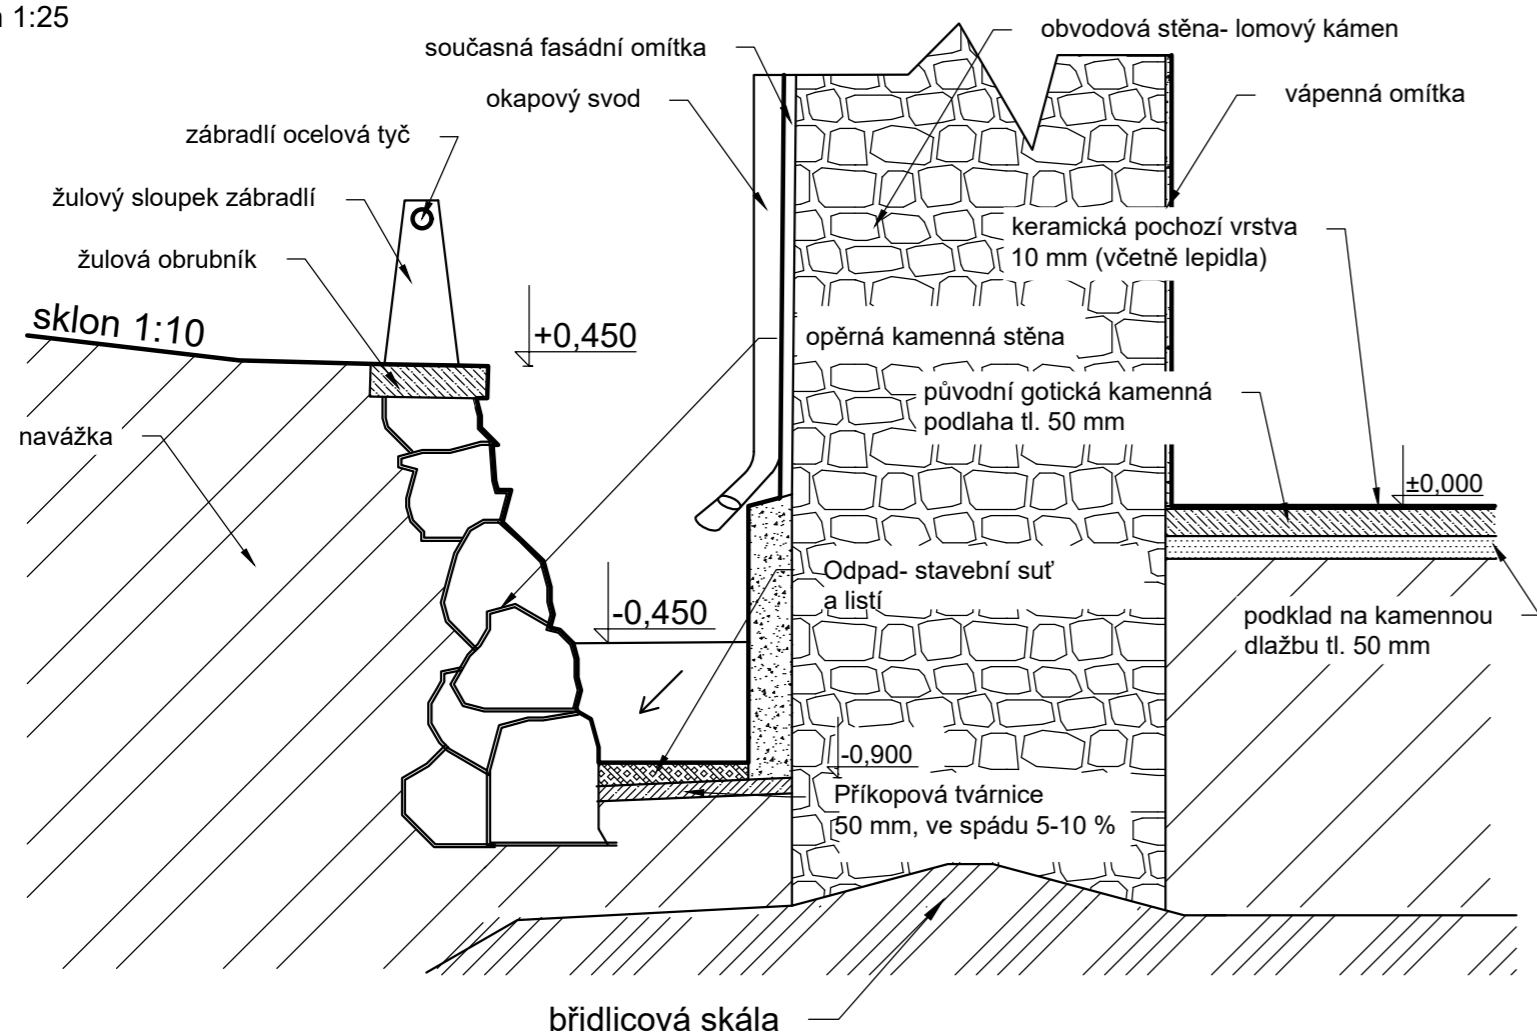 1:25
obvodová stěna- lomový kámen
současná fasádní omítka
okapový svod
vápenná omítka
zábradlí ocelová tyč
žulový sloupek zábradlí
keramická pochozí vrstva
10 mm (včetně lepidla)
žulová obrubník
sklon 1:10
+0,450
opěrná kamenná stěna
původní gotická kamenná
podlaha tl. 50 mm
navážka
±0,000
Odpad- stavební suť
a listí
-0,450
podklad na kamennou
dlažbu tl. 50 mm
-0,900
Příkopová tvárnice
50 mm, ve spádu 5-10 %
břidlicová skála